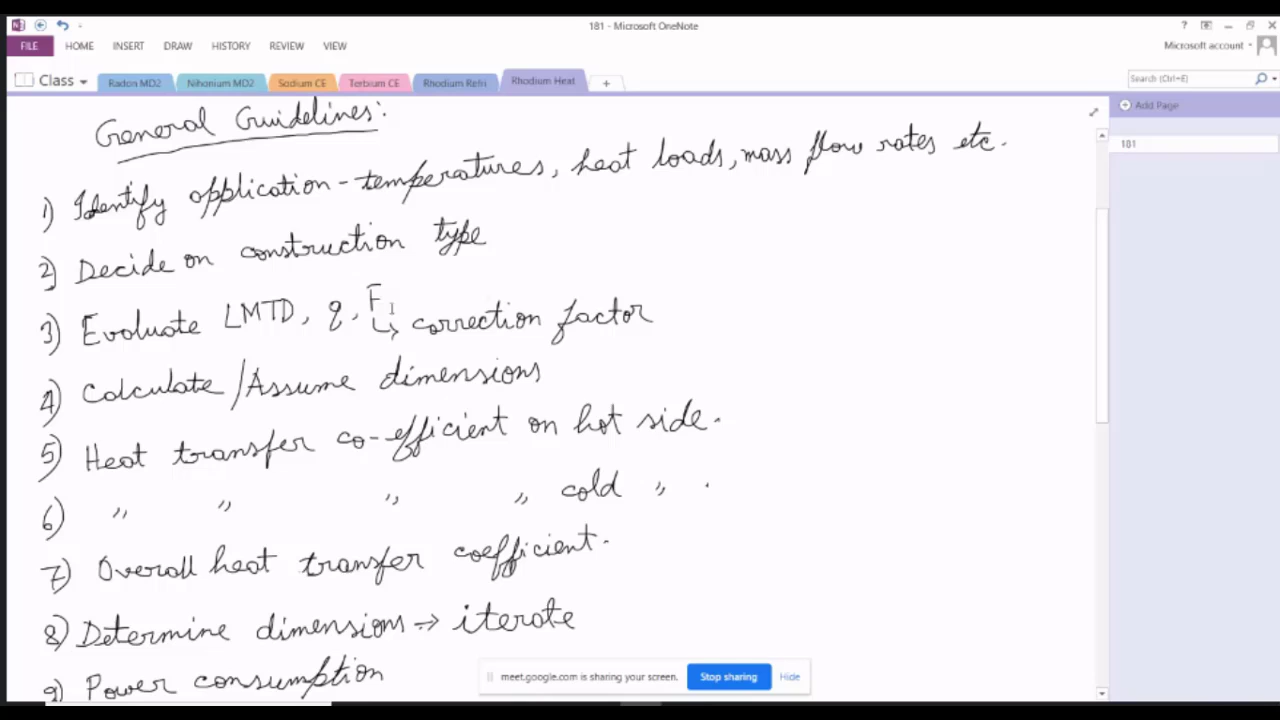 181 - Microsoft OneNote
FILE HOME INSERT DRAW HISTORY REVIEW VIEW
Microsoft account
Class Radon MD2 Nihonium MD2 Sodium CE Terbium CE Rhodium Refri Rhodium Heat
Search (Ctrl+E)
Add Page
181
General Guidelines:
1) Identify application - temperatures, heat loads, mass flow rates etc.
2) Decide on construction type
3) Evaluate LMTD, q, F
↳ correction factor
4) Calculate/Assume dimensions
5) Heat transfer co-efficient on hot side.
6) " " " " cold " .
7) Overall heat transfer coefficient.
8) Determine dimensions → iterate
9) Power consumption
meet.google.com is sharing your screen. Stop sharing Hide